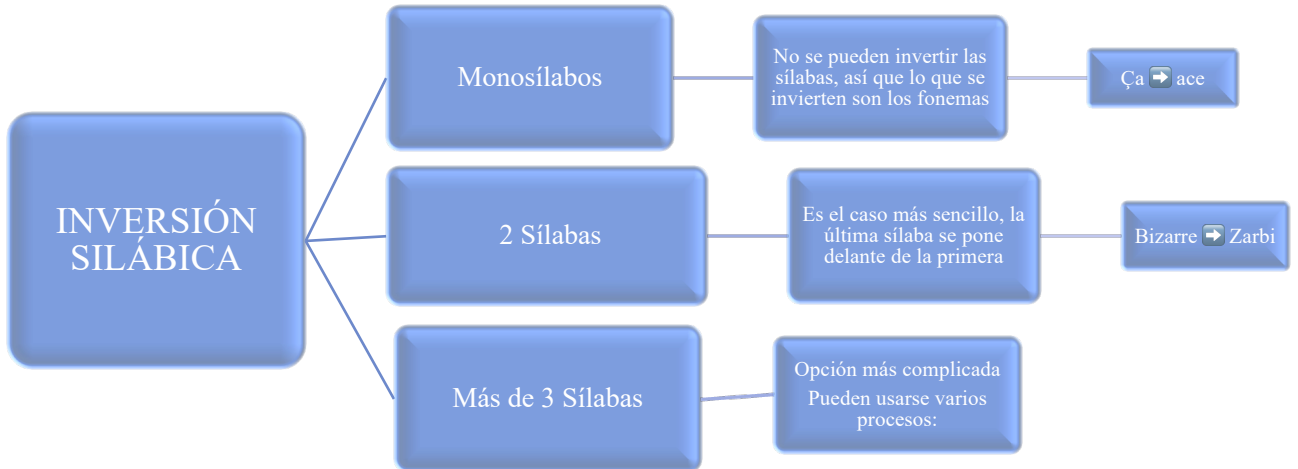 INVERSIÓN
SILÁBICA
Monosílabos
No se pueden invertir las
sílabas, así que lo que se
invierten son los fonemas
Ça ➡ ace
2 Sílabas
Es el caso más sencillo, la
última sílaba se pone
delante de la primera
Bizarre ➡ Zarbi
Más de 3 Sílabas
Opción más complicada
Pueden usarse varios
procesos: